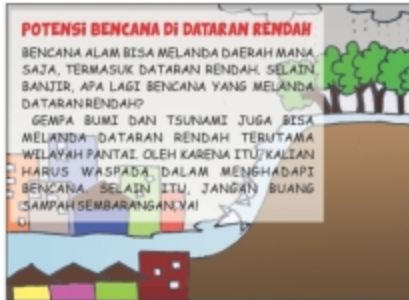 POTENSI BENCANA Di DATARAN RENDAH
BENCANA ALAM BISA MELANDA DAERAH MANA
SAJA, TERMASUK DATARAN RENDAH. SELAIN
BANJIR, APA LAGI BENCANA YANG MELANDA
DATARAN RENDAH?
GEMPA BUMI DAN TSUNAMI JUGA BISA
MELANDA DATARAN RENDAH TERUTAMA
WILAYAH PANTAI. OLEH KARENA ITU, KALIAN
HARUS WASPADA DALAM MENGHADAPI
BENCANA. SELAIN ITU, JANGAN BUANG
SAMPAH SEMBARANGAN, YA!